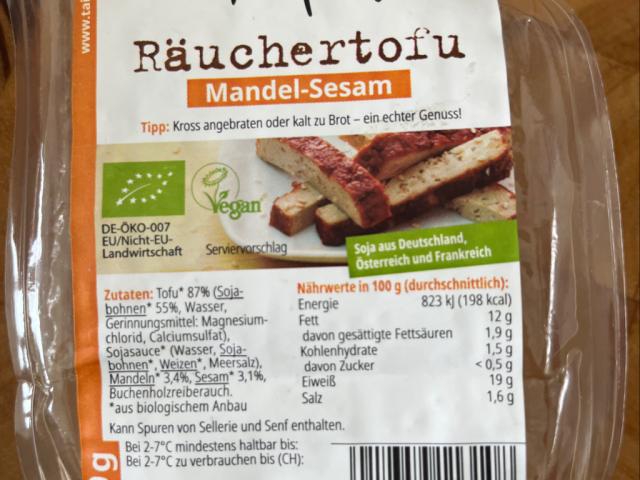 www.tai
Räuchertofu
Mandel-Sesam
Tipp: Kross angebraten oder kalt zu Brot – ein echter Genuss!
Vegan
DE-ÖKO-007
EU/Nicht-EU-
Landwirtschaft
Serviervorschlag
Soja aus Deutschland,
Österreich und Frankreich
Zutaten: Tofu* 87% (Soja-
bohnen* 55%, Wasser,
Gerinnungsmittel: Magnesium-
chlorid, Calciumsulfat),
Sojasauce* (Wasser, Soja-
bohnen*, Weizen*, Meersalz),
Mandeln* 3,4%, Sesam* 3,1%,
Buchenholzreiberauch.
*aus biologischem Anbau
Kann Spuren von Sellerie und Senf enthalten.
Nährwerte in 100 g (durchschnittlich):
Energie 823 kJ (198 kcal)
Fett 12 g
davon gesättigte Fettsäuren 1,9 g
Kohlenhydrate 1,5 g
davon Zucker < 0,5 g
Eiweiß 19 g
Salz 1,6 g
Bei 2-7°C mindestens haltbar bis:
Bei 2-7°C zu verbrauchen bis (CH):